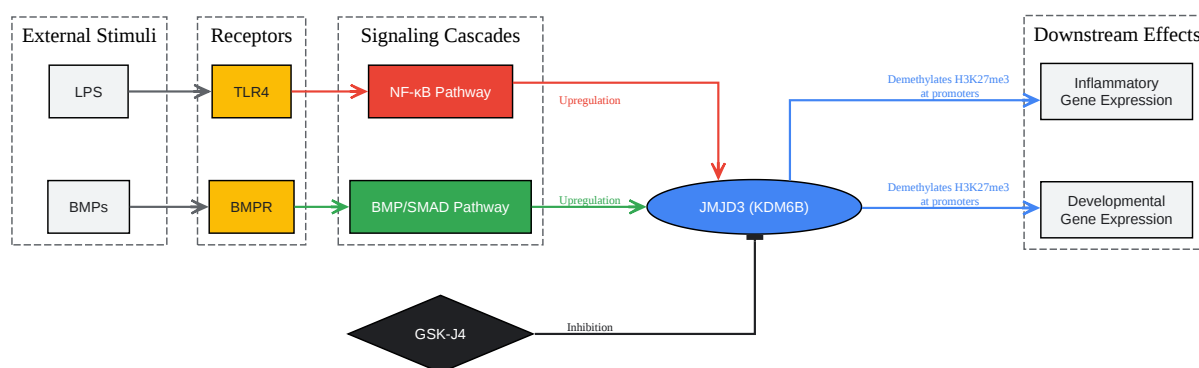 External Stimuli
Receptors
Signaling Cascades
Downstream Effects
LPS
TLR4
NF-κB Pathway
Upregulation
Demethylates H3K27me3
at promoters
Inflammatory
Gene Expression
BMPs
BMPR
BMP/SMAD Pathway
Upregulation
JMJD3 (KDM6B)
Demethylates H3K27me3
at promoters
Developmental
Gene Expression
GSK-J4
Inhibition